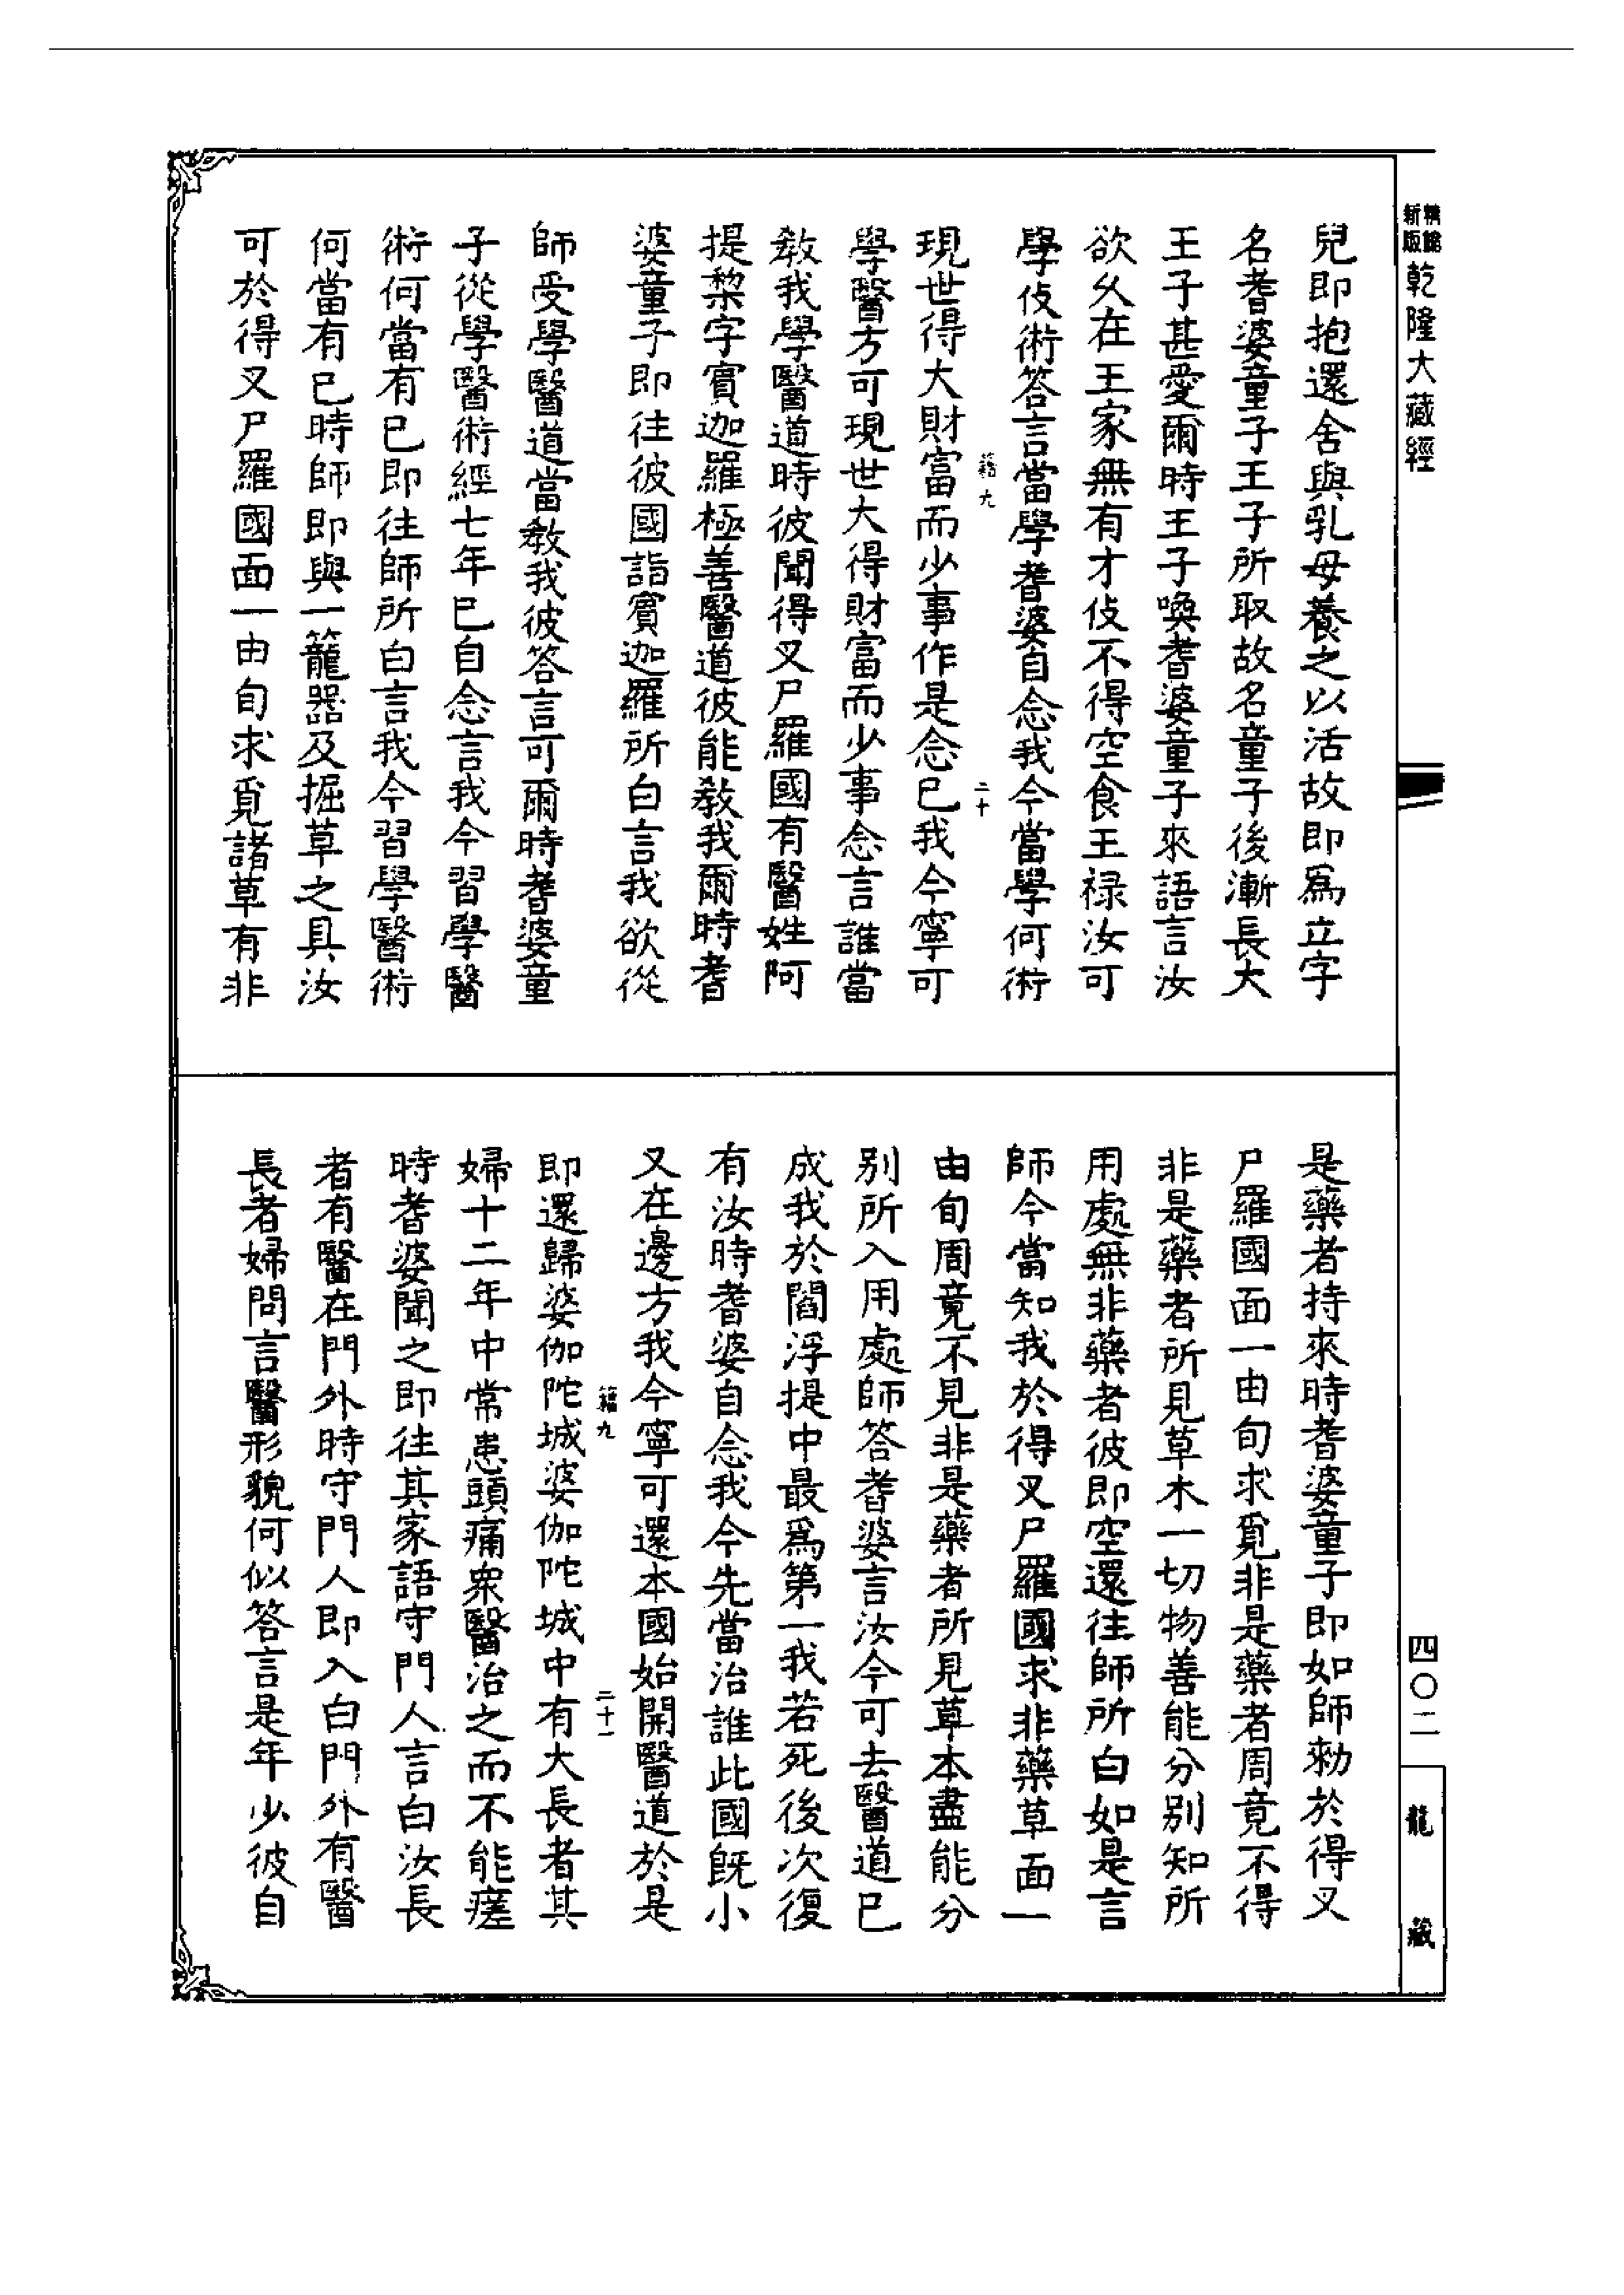 兒即抱還舍與乳母養之以活故即爲立字
名耆婆童子王子所取故名童子後漸長大
王子甚愛爾時王子喚耆婆童子來語言汝
欲久在王家無有才伎不得空食王祿汝可
學伎術答言當學耆婆自念我今當學何術
籍九
二十
現世得大財富而少事作是念已我今寧可
學醫方可現世大得財富而少事念言誰當
教我學醫道時彼聞得叉尸羅國有醫姓阿
提黎字賓迦羅極善醫道彼能教我爾時耆
婆童子即往彼國詣賓迦羅所白言我欲從
師受學醫道當教我彼答言可爾時耆婆童
子從學醫術經七年已自念言我今習學醫
術何當有已即往師所白言我今習學醫術
何當有已時師即與一籠器及掘草之具汝
可於得叉尸羅國面一由旬求覓諸草有非
是藥者持來時耆婆童子即如師勑於得叉
尸羅國面一由旬求覓非是藥者周竟不得
非是藥者所見草木一切物善能分別知所
用處無非藥者彼即空還往師所白如是言
師今當知我於得叉尸羅國求非藥草面一
由旬周竟不見非是藥者所見草本盡能分
別所入用處師答耆婆言汝今可去醫道已
成我於閻浮提中最爲第一我若死後次復
有汝時耆婆自念我今先當治誰此國既小
又在邊方我今寧可還本國始開醫道於是
籍九
二十一
即還歸婆伽陀城婆伽陀城中有大長者其
婦十二年中常患頭痛衆醫治之而不能瘥
時耆婆聞之即往其家語守門人言白汝長
者有醫在門外時守門人即入白門外有醫
長者婦問言醫形貌何似答言是年少彼自
新版
精縮
乾隆大藏經
四〇二
龍藏